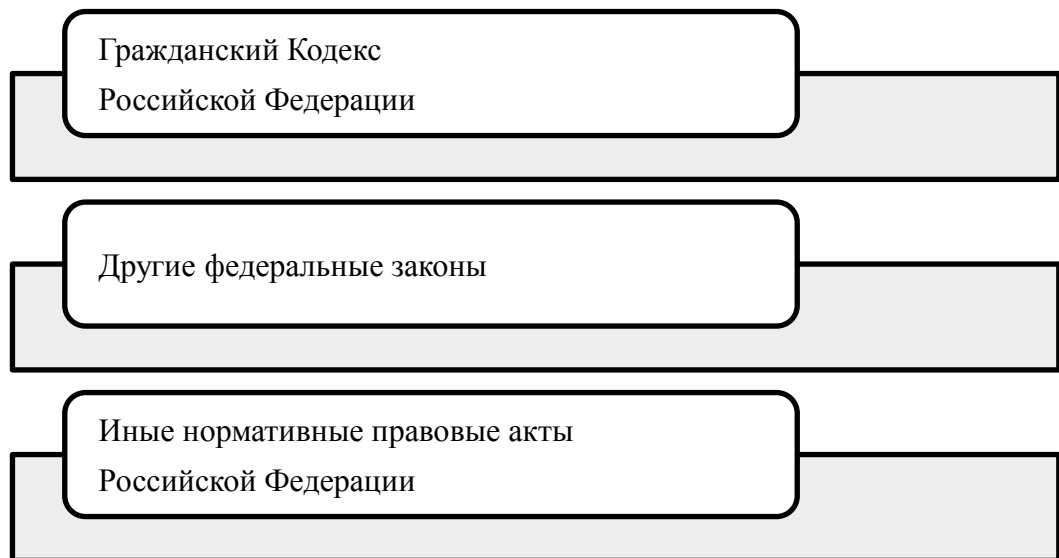 Гражданский Кодекс
Российской Федерации
Другие федеральные законы
Иные нормативные правовые акты
Российской Федерации